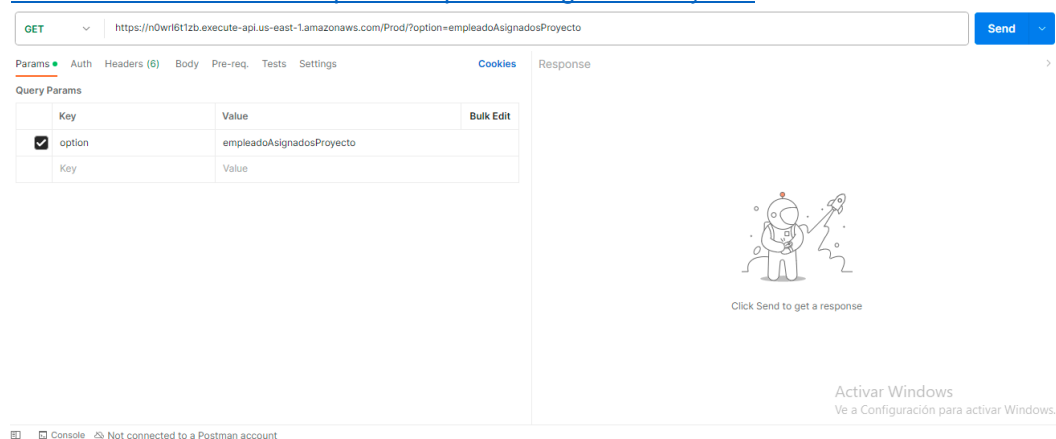 GET https://n0wrl6t1zb.execute-api.us-east-1.amazonaws.com/Prod/?option=empleadoAsignadosProyecto Send
Params Auth Headers (6) Body Pre-req. Tests Settings Cookies Response
Query Params
Key Value Bulk Edit
option empleadoAsignadosProyecto
Key Value
Click Send to get a response
Activar Windows
Ve a Configuración para activar Windows.
Console Not connected to a Postman account